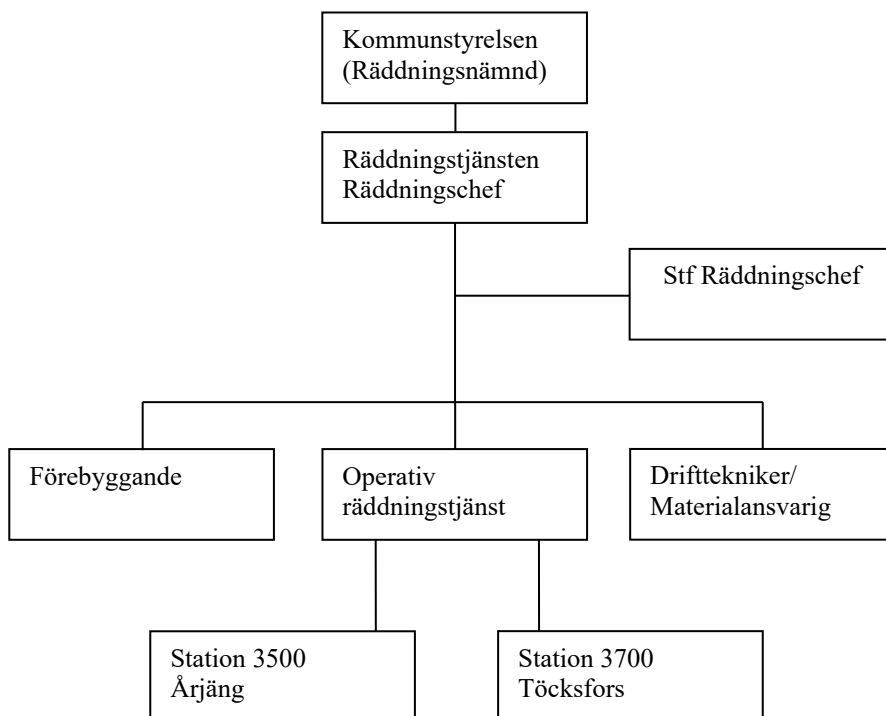 Kommunstyrelsen
(Räddningsnämnd)
Räddningstjänsten
Räddningschef
Stf Räddningschef
Förebyggande
Operativ
räddningstjänst
Drifttekniker/
Materialansvarig
Station 3500
Årjäng
Station 3700
Töcksfors